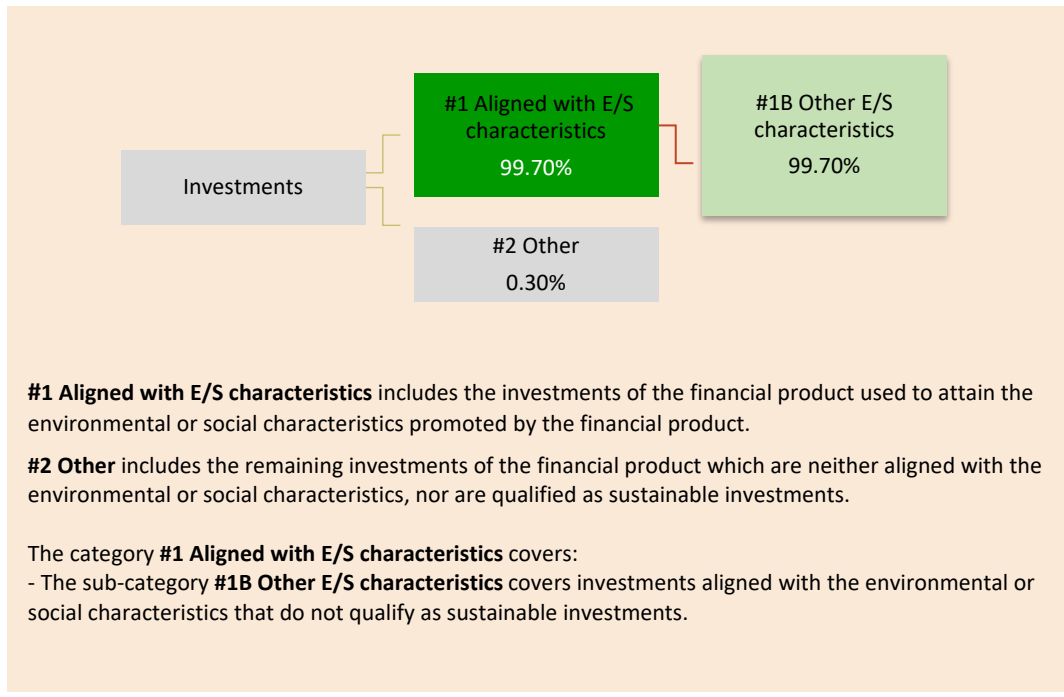 #1 Aligned with E/S
characteristics
99.70%
#1B Other E/S
characteristics
99.70%
Investments
#2 Other
0.30%
#1 Aligned with E/S characteristics includes the investments of the financial product used to attain the
environmental or social characteristics promoted by the financial product.
#2 Other includes the remaining investments of the financial product which are neither aligned with the
environmental or social characteristics, nor are qualified as sustainable investments.
The category #1 Aligned with E/S characteristics covers:
- The sub-category #1B Other E/S characteristics covers investments aligned with the environmental or
social characteristics that do not qualify as sustainable investments.